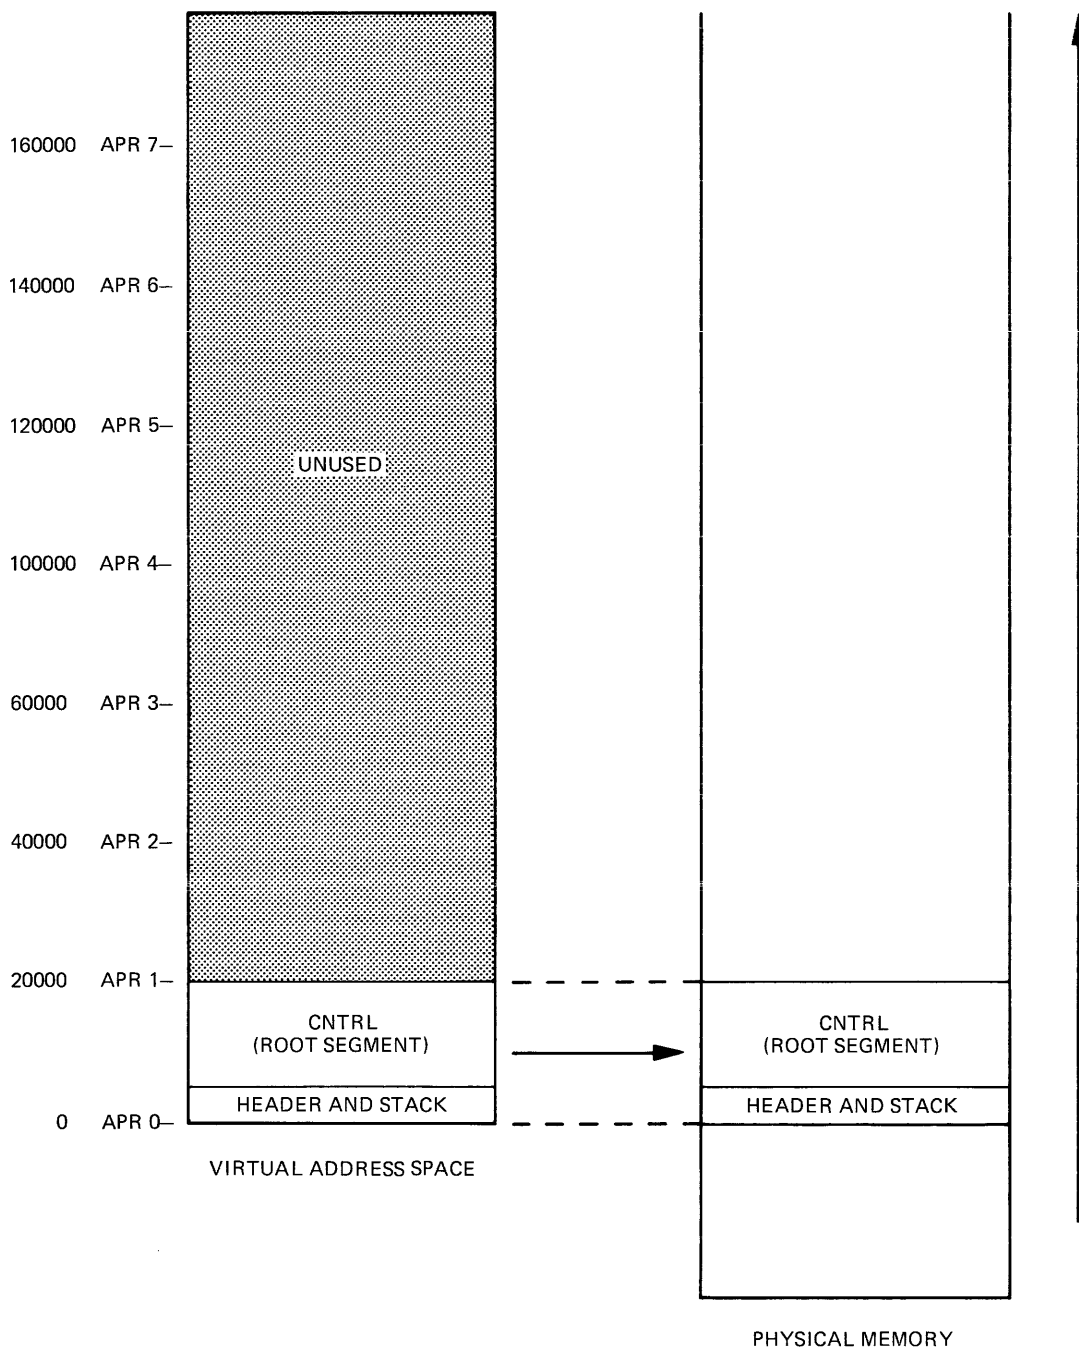 160000 APR 7
140000 APR 6
120000 APR 5
UNUSED
100000 APR 4
60000 APR 3
40000 APR 2
20000 APR 1
CNTRL
(ROOT SEGMENT)
HEADER AND STACK
0 APR 0
VIRTUAL ADDRESS SPACE
CNTRL
(ROOT SEGMENT)
HEADER AND STACK
PHYSICAL MEMORY